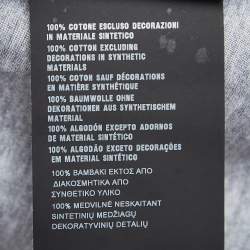 100% COTONE ESCLUSO DECORAZIONI
IN MATERIALE SINTETICO
100% COTTON EXCLUDING
DECORATIONS IN SYNTHETIC
MATERIALS
100% COTON SAUF DÉCORATIONS
EN MATIÈRE SYNTHÉTIQUE
100% BAUMWOLLE OHNE
DEKORATIONEN AUS SYNTHETISCHEM
MATERIAL
100% ALGODÓN EXCEPTO ADORNOS
DE MATERIAL SINTÉTICO
100% ALGODÃO EXCETO DECORAÇÕES
EM MATERIAL SINTÉTICO
100% ΒΑΜΒΑΚΙ ΕΚΤΟΣ ΑΠΟ
ΔΙΑΚΟΣΜΗΤΙΚΑ ΑΠΟ
ΣΥΝΘΕΤΙΚΟ ΥΛΙΚΟ
100% MEDVILNĖ NESKAITANT
SINTETINIŲ MEDŽIAGŲ
DEKORATYVINIŲ DETALIŲ